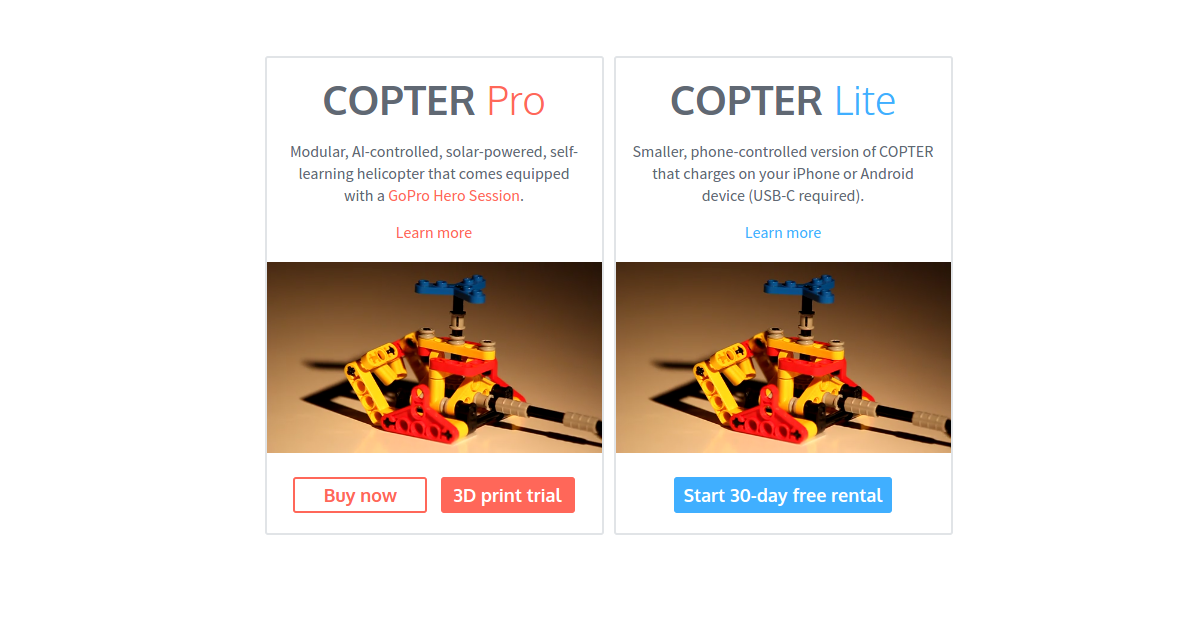 COPTER Pro
Modular, AI-controlled, solar-powered, self-
learning helicopter that comes equipped
with a GoPro Hero Session.
Learn more
Buy now
3D print trial
COPTER Lite
Smaller, phone-controlled version of COPTER
that charges on your iPhone or Android
device (USB-C required).
Learn more
Start 30-day free rental